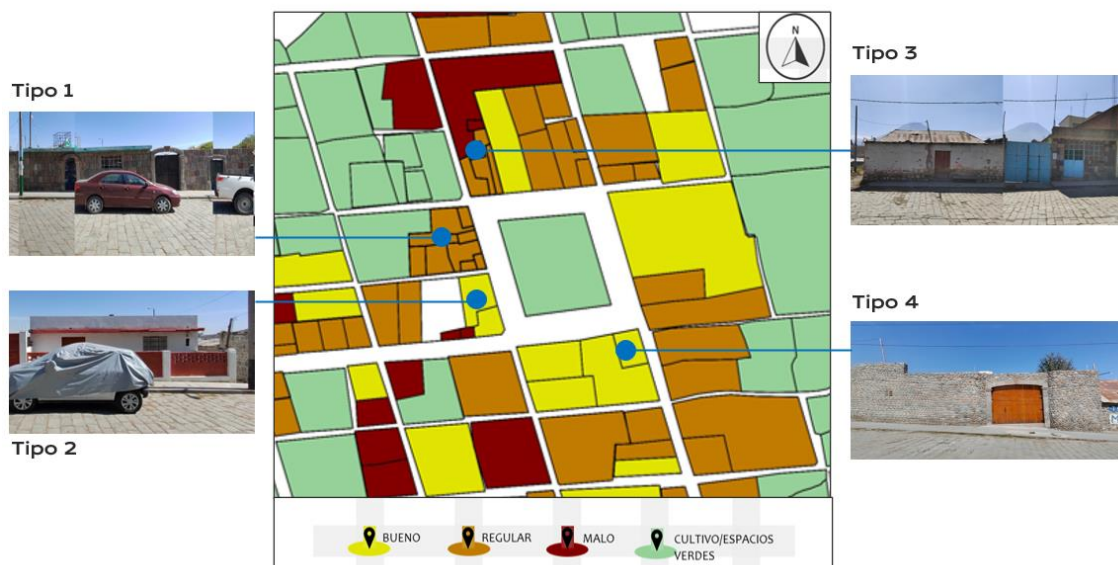 Tipo 1
Tipo 2
N
Tipo 3
Tipo 4
BUENO
REGULAR
MALO
CULTIVO/ESPACIOS
VERDES